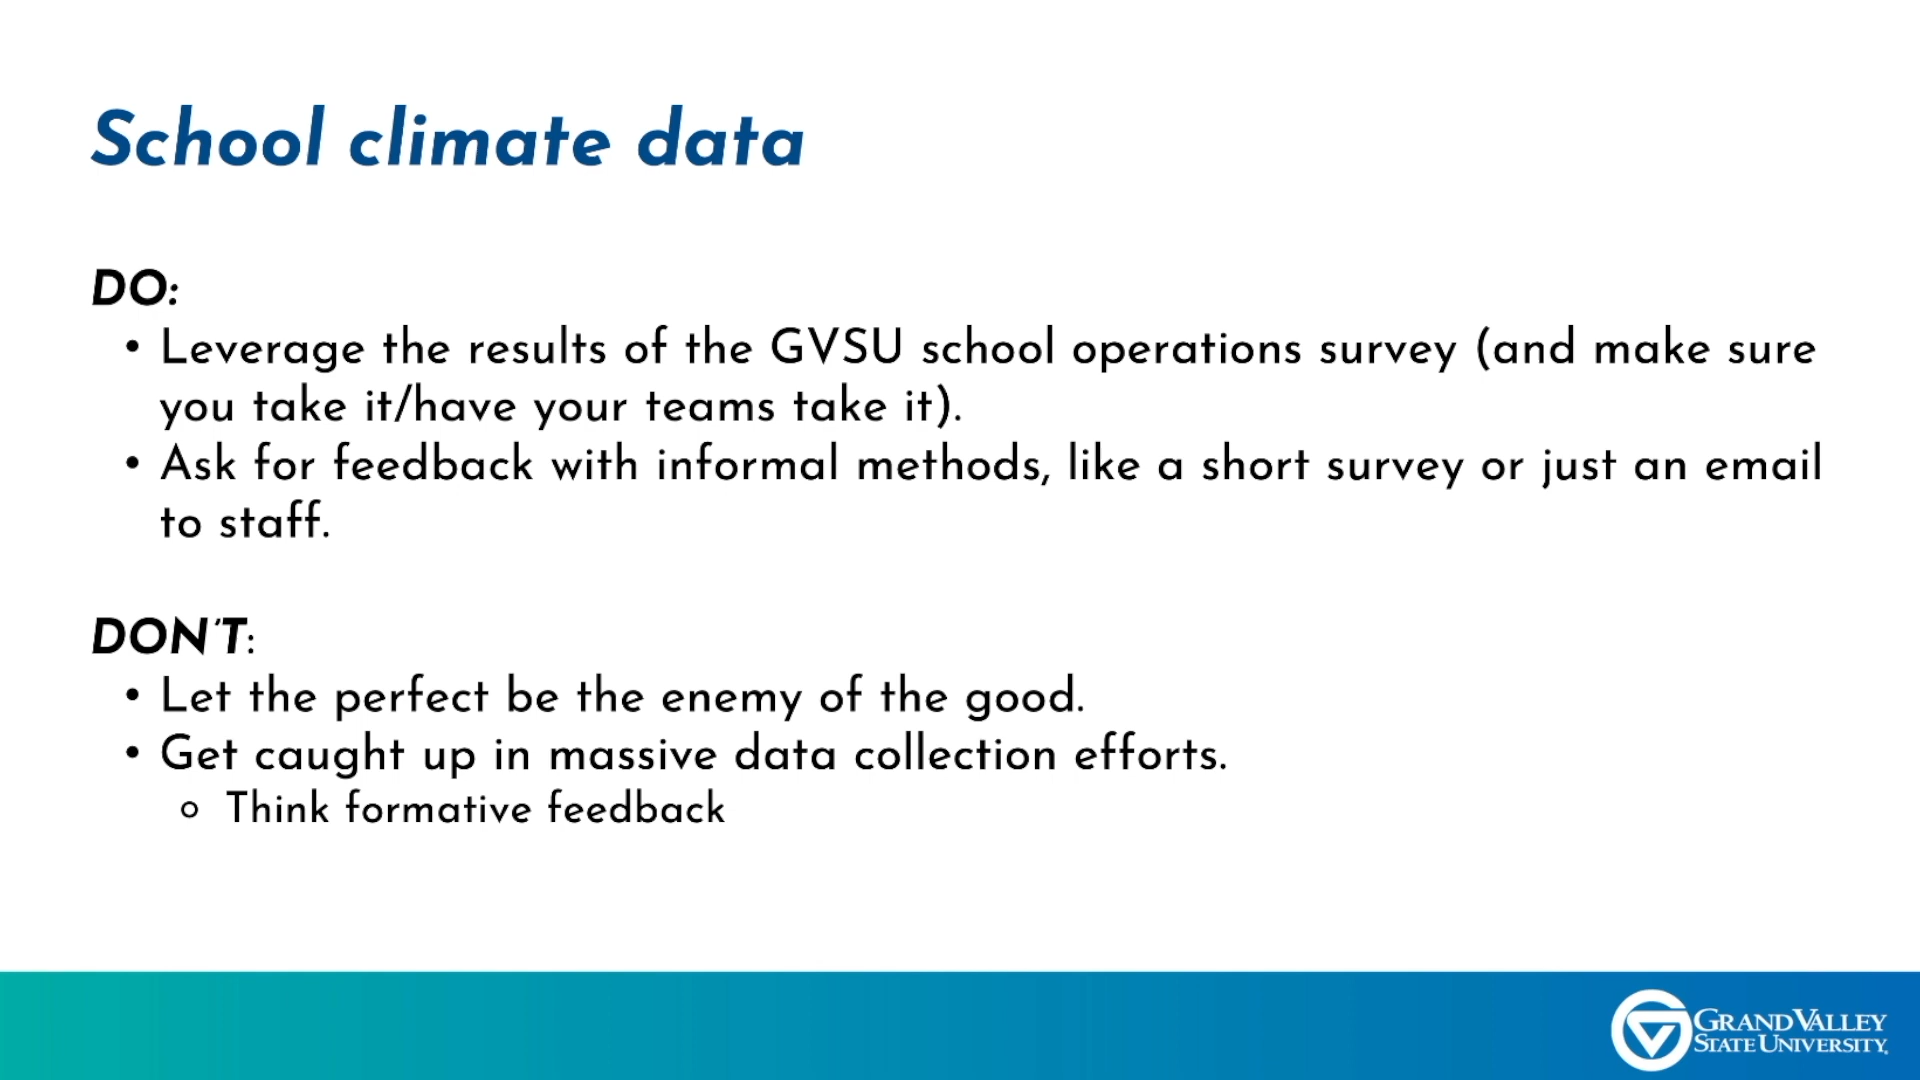 School climate data
DO:
• Leverage the results of the GVSU school operations survey (and make sure
you take it/have your teams take it).
• Ask for feedback with informal methods, like a short survey or just an email
to staff.
DON'T:
• Let the perfect be the enemy of the good.
• Get caught up in massive data collection efforts.
○ Think formative feedback
GRAND VALLEY
STATE UNIVERSITY